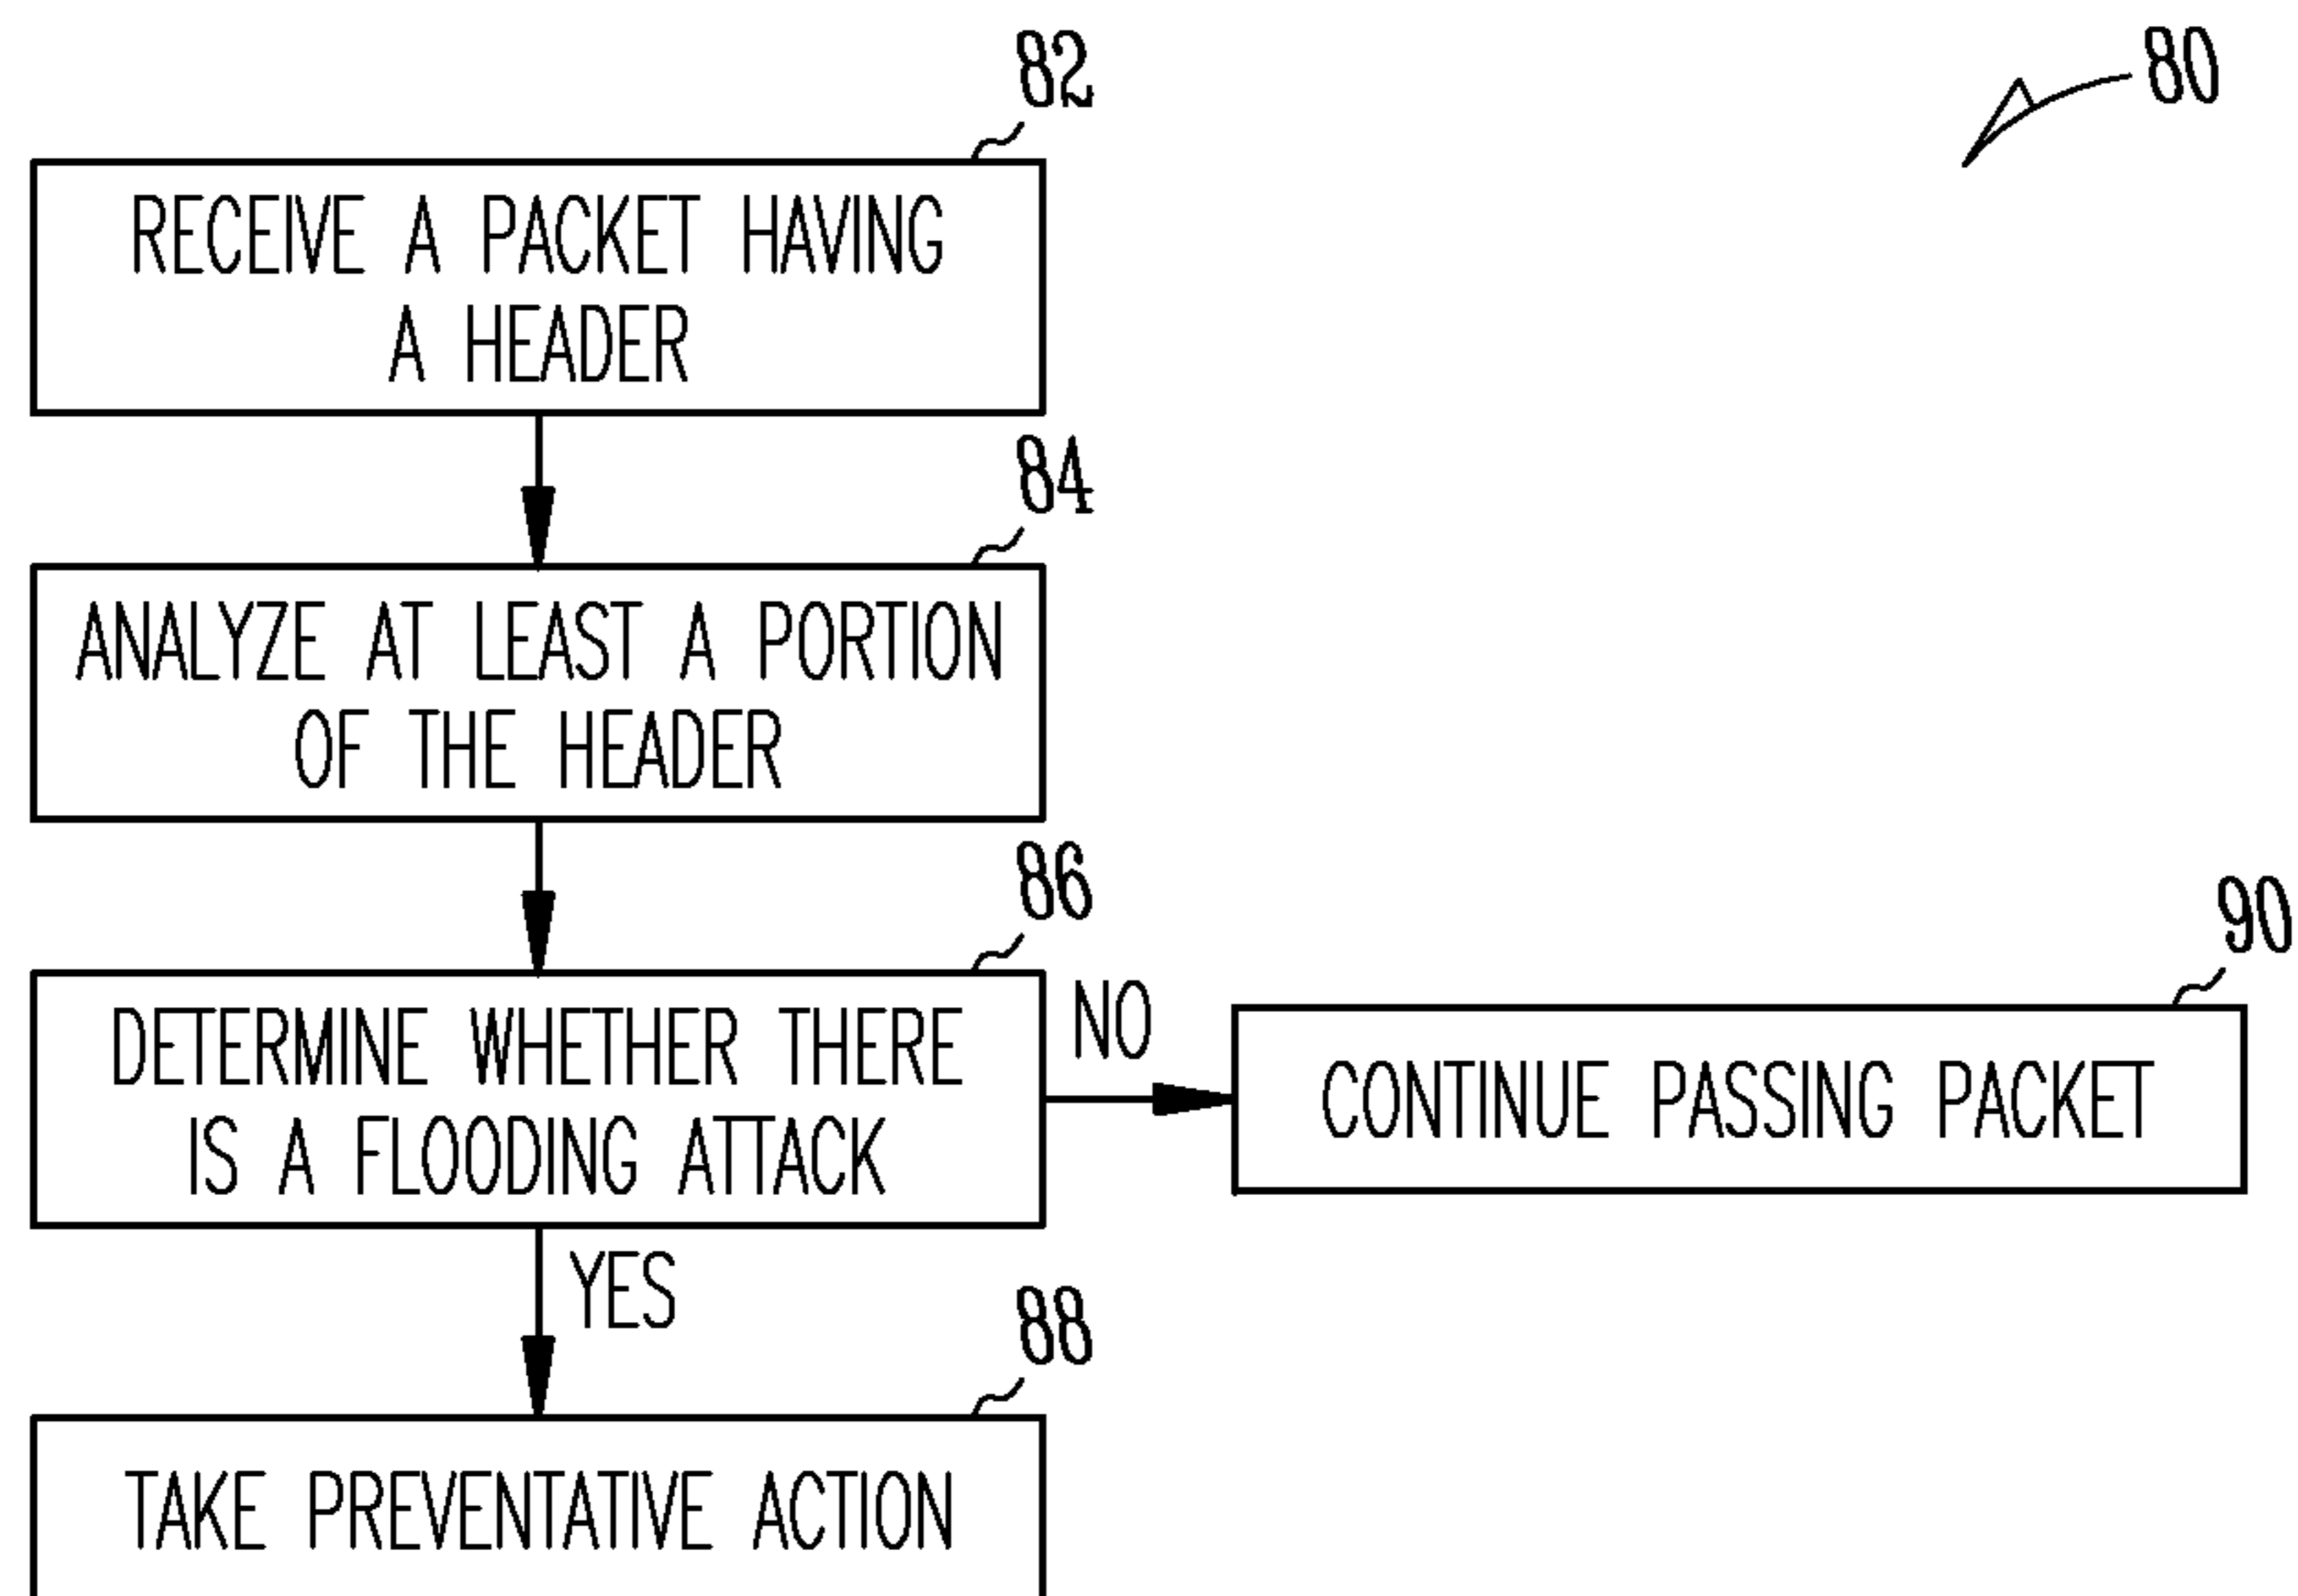 82
80
RECEIVE A PACKET HAVING
A HEADER
84
ANALYZE AT LEAST A PORTION
OF THE HEADER
86
90
DETERMINE WHETHER THERE
IS A FLOODING ATTACK
NO
CONTINUE PASSING PACKET
YES
88
TAKE PREVENTATIVE ACTION